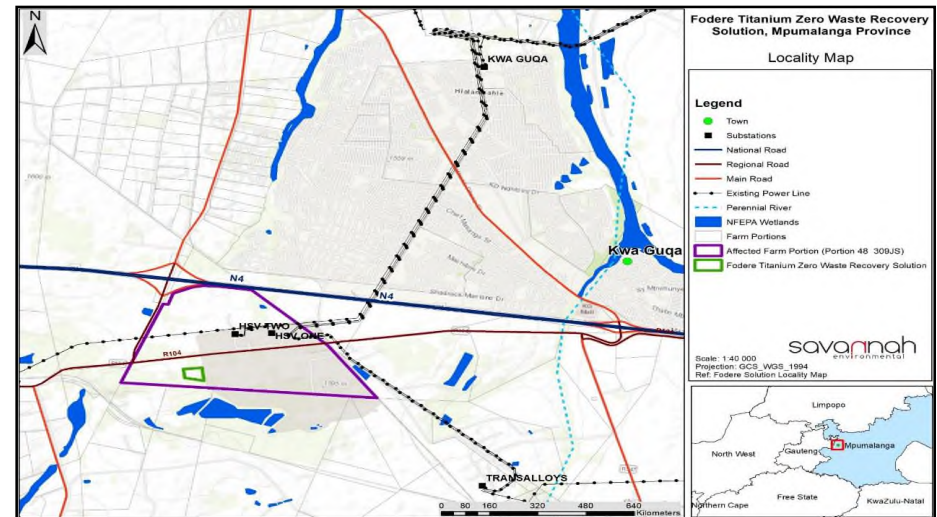 N
KWA GUQA
N4
N4
Kwa Guqa
HSV TWO
HSV ONE
R104
TRANSALLOYS
0 80 160 320 480 640
Kilometers
Fodere Titanium Zero Waste Recovery
Solution, Mpumalanga Province
Locality Map
Legend
Town
Substations
National Road
Regional Road
Main Road
Existing Power Line
Perennial River
NFEPA Wetlands
Farm Portions
Affected Farm Portion (Portion 48 309JS)
Fodere Titanium Zero Waste Recovery Solution
savannah
environmental
Scale: 1:40 000
Projection: GCS_WGS_1994
Ref: Fodere Solution Locality Map
Limpopo
North West
Gauteng
Mpumalanga
Free State
Northern Cape
KwaZulu-Natal